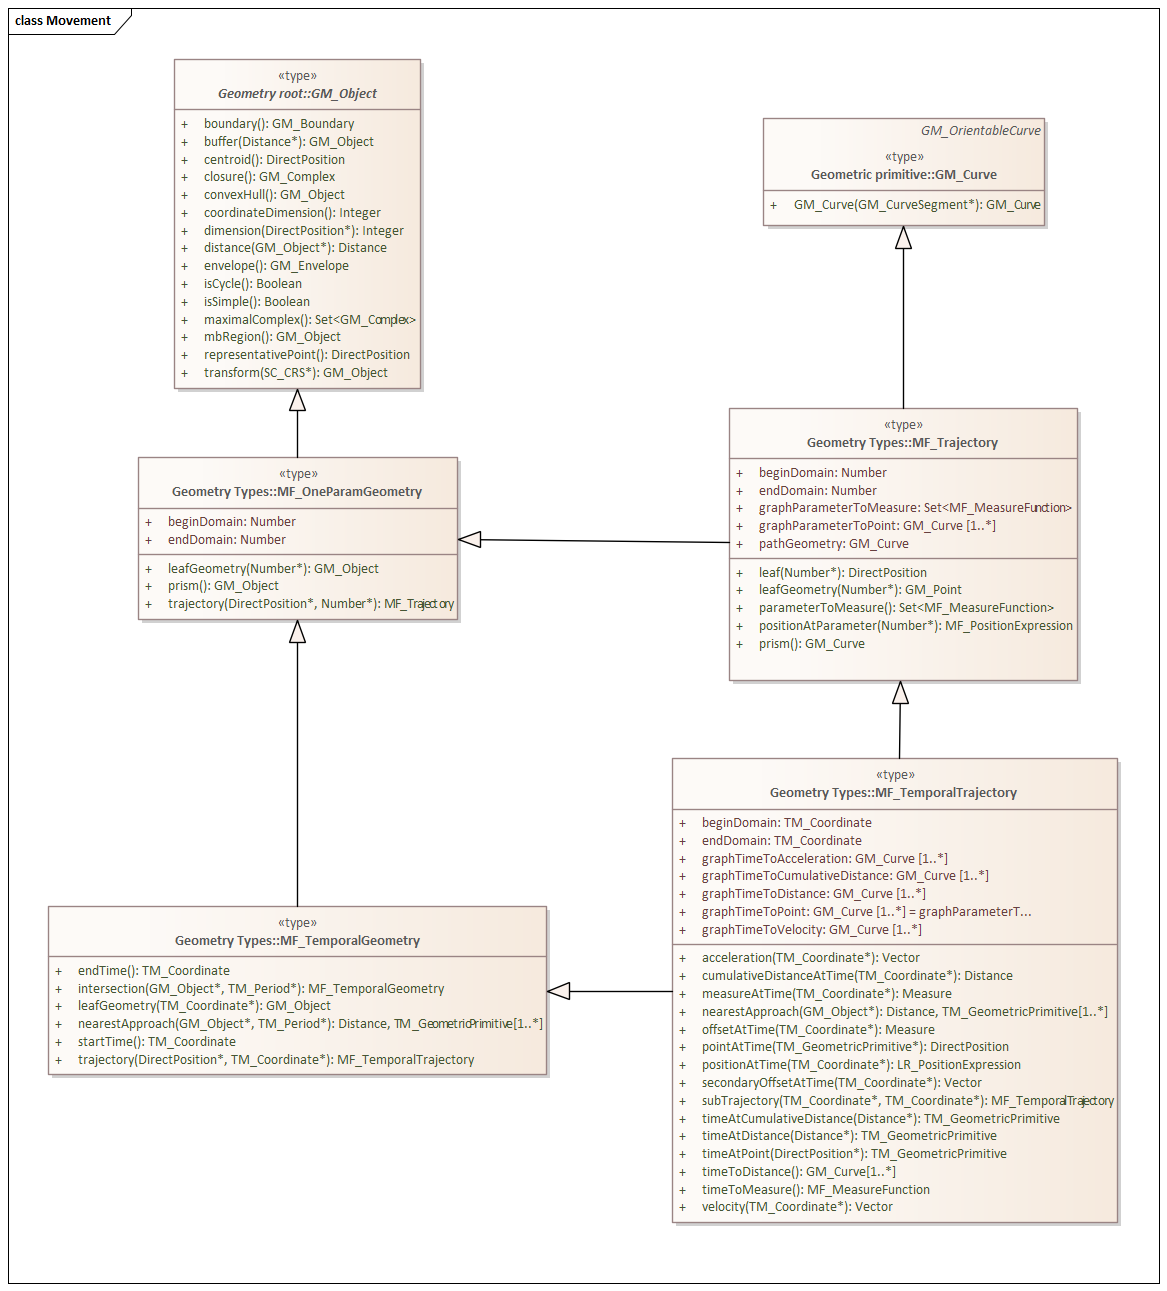 class Movement
«type»
Geometry root::GM_Object
+ boundary(): GM_Boundary
+ buffer(Distance*): GM_Object
+ centroid(): DirectPosition
+ closure(): GM_Complex
+ convexHull(): GM_Object
+ coordinateDimension(): Integer
+ dimension(DirectPosition*): Integer
+ distance(GM_Object*): Distance
+ envelope(): GM_Envelope
+ isCycle(): Boolean
+ isSimple(): Boolean
+ maximalComplex(): Set<GM_Complex>
+ mbRegion(): GM_Object
+ representativePoint(): DirectPosition
+ transform(SC_CRS*): GM_Object
GM_OrientableCurve
«type»
Geometric primitive::GM_Curve
+ GM_Curve(GM_CurveSegment*): GM_Curve
«type»
Geometry Types::MF_OneParamGeometry
+ beginDomain: Number
+ endDomain: Number
+ leafGeometry(Number*): GM_Object
+ prism(): GM_Object
+ trajectory(DirectPosition*, Number*): MF_Trajectory
«type»
Geometry Types::MF_Trajectory
+ beginDomain: Number
+ endDomain: Number
+ graphParameterToMeasure: Set<MF_MeasureFunction>
+ graphParameterToPoint: GM_Curve [1..*]
+ pathGeometry: GM_Curve
+ leaf(Number*): DirectPosition
+ leafGeometry(Number*): GM_Point
+ parameterToMeasure(): Set<MF_MeasureFunction>
+ positionAtParameter(Number*): MF_PositionExpression
+ prism(): GM_Curve
«type»
Geometry Types::MF_TemporalGeometry
+ endTime(): TM_Coordinate
+ intersection(GM_Object*, TM_Period*): MF_TemporalGeometry
+ leafGeometry(TM_Coordinate*): GM_Object
+ nearestApproach(GM_Object*, TM_Period*): Distance, TM_GeometricPrimitive[1..*]
+ startTime(): TM_Coordinate
+ trajectory(DirectPosition*, TM_Coordinate*): MF_TemporalTrajectory
«type»
Geometry Types::MF_TemporalTrajectory
+ beginDomain: TM_Coordinate
+ endDomain: TM_Coordinate
+ graphTimeToAcceleration: GM_Curve [1..*]
+ graphTimeToCumulativeDistance: GM_Curve [1..*]
+ graphTimeToDistance: GM_Curve [1..*]
+ graphTimeToPoint: GM_Curve [1..*] = graphParameterT...
+ graphTimeToVelocity: GM_Curve [1..*]
+ acceleration(TM_Coordinate*): Vector
+ cumulativeDistanceAtTime(TM_Coordinate*): Distance
+ measureAtTime(TM_Coordinate*): Measure
+ nearestApproach(GM_Object*): Distance, TM_GeometricPrimitive[1..*]
+ offsetAtTime(TM_Coordinate*): Measure
+ pointAtTime(TM_GeometricPrimitive*): DirectPosition
+ positionAtTime(TM_Coordinate*): LR_PositionExpression
+ secondaryOffsetAtTime(TM_Coordinate*): Vector
+ subTrajectory(TM_Coordinate*, TM_Coordinate*): MF_TemporalTrajectory
+ timeAtCumulativeDistance(Distance*): TM_GeometricPrimitive
+ timeAtDistance(Distance*): TM_GeometricPrimitive
+ timeAtPoint(DirectPosition*): TM_GeometricPrimitive
+ timeToDistance(): GM_Curve[1..*]
+ timeToMeasure(): MF_MeasureFunction
+ velocity(TM_Coordinate*): Vector